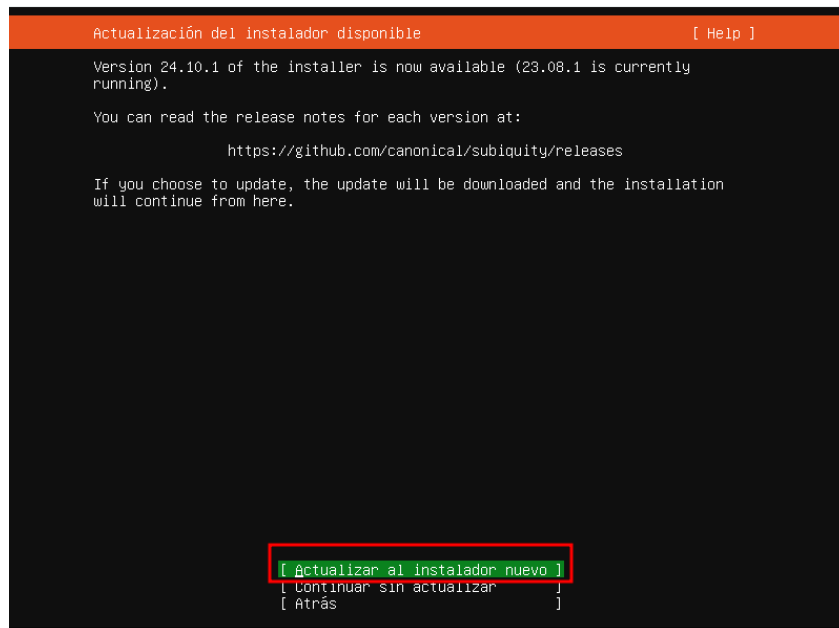 Actualización del instalador disponible [ Help ]
Version 24.10.1 of the installer is now available (23.08.1 is currently
running).
You can read the release notes for each version at:
https://github.com/canonical/subiquity/releases
If you choose to update, the update will be downloaded and the installation
will continue from here.
[ Actualizar al instalador nuevo ]
[ Continuar sin actualizar ]
[ Atrás ]